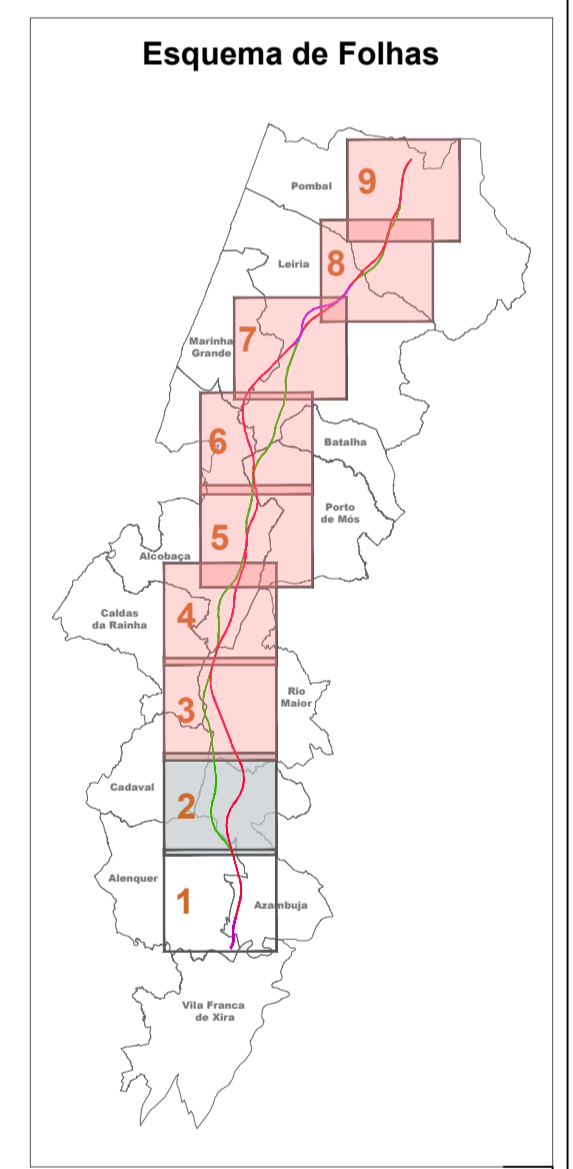 Esquema de Folhas
9
Pombal
8
Leiria
7
Marinha
Grande
6
Batalha
Porto
de Mós
5
Alcobaça
4
Caldas
da Rainha
3
Rio
Maior
2
Cadaval
1
Alenquer
Azambuja
Vila Franca
de Xira